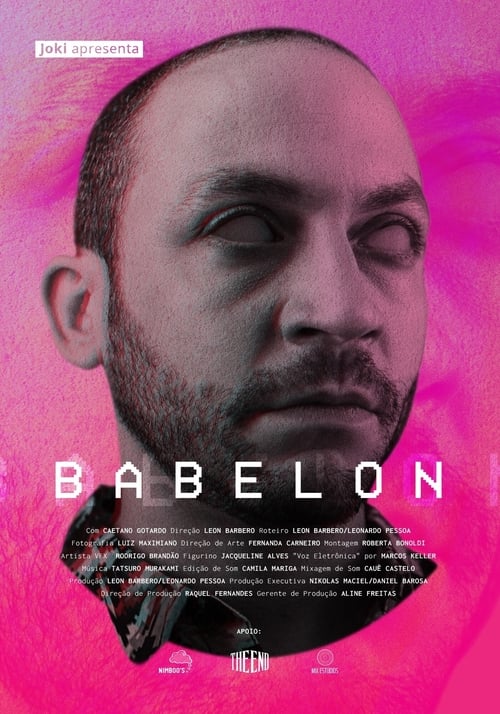 Joki apresenta
BABELON
Com CAETANO GOTARDO Direção LEON BARBERO Roteiro LEON BARBERO/LEONARDO PESSOA
Fotografia LUIZ MAXIMIANO Direção de Arte FERNANDA CARNEIRO Montagem ROBERTA BONOLDI
Artista VFX RODRIGO BRANDÃO Figurino JACQUELINE ALVES "Voz Eletrônica" por MARCOS KELLER
Música TATSURO MURAKAMI Edição de Som CAMILA MARIGA Mixagem de Som CAUÊ CASTELO
Produção LEON BARBERO/LEONARDO PESSOA Produção Executiva NIKOLAS MACIEL/DANIEL BAROSA
Direção de Produção RAQUEL FERNANDES Gerente de Produção ALINE FREITAS
APOIO:
NIMBOO'S THE END MIX ESTUDIOS